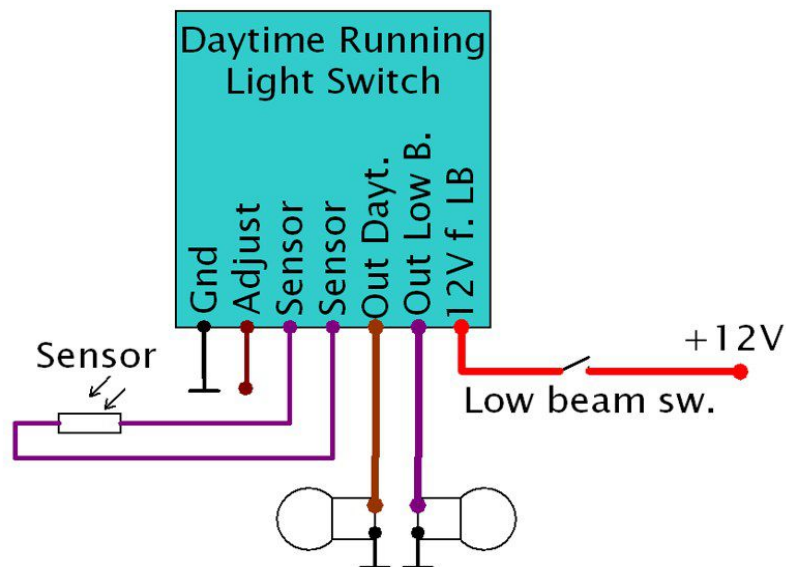 Daytime Running
Light Switch
Gnd
Adjust
Sensor
Sensor
Out Dayt.
Out Low B.
12V f. LB
+12V
Sensor
Low beam sw.